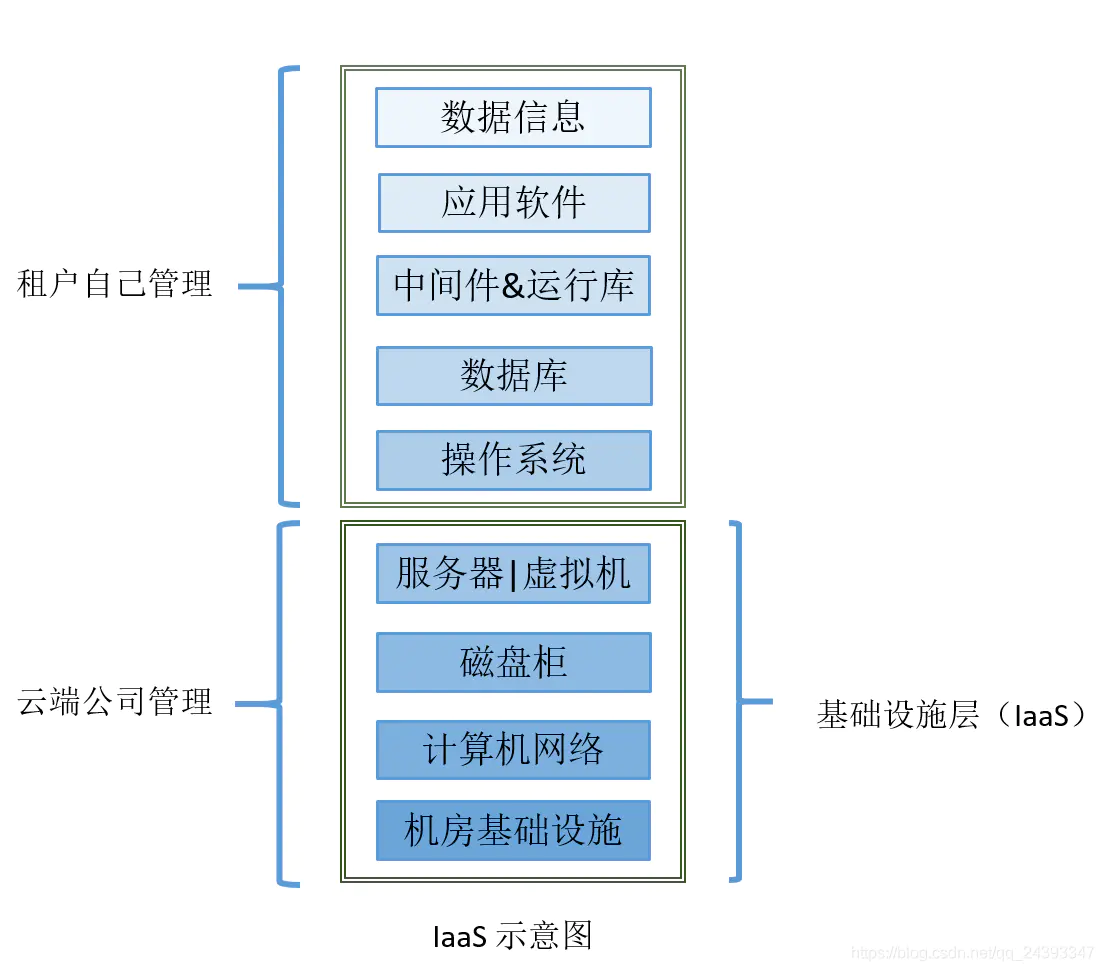 数据信息
应用软件
租户自己管理
中间件&运行库
数据库
操作系统
服务器|虚拟机
磁盘柜
云端公司管理
基础设施层（IaaS）
计算机网络
机房基础设施
IaaS 示意图
https://blog.csdn.net/qq_24393347